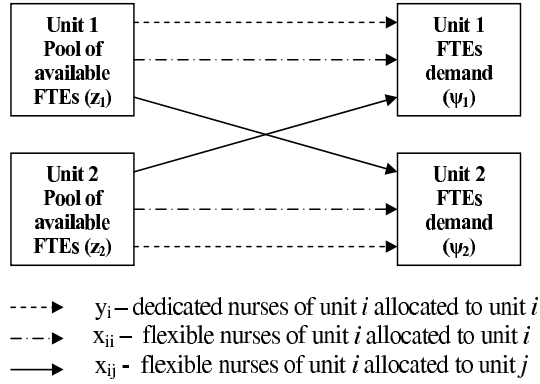 Unit 1
Pool of
available
FTEs (z₁)
Unit 1
FTEs
demand
(ψ₁)
Unit 2
Pool of
available
FTEs (z₂)
Unit 2
FTEs
demand
(ψ₂)
yᵢ – dedicated nurses of unit i allocated to unit i
xᵢᵢ – flexible nurses of unit i allocated to unit i
xᵢⱼ - flexible nurses of unit i allocated to unit j